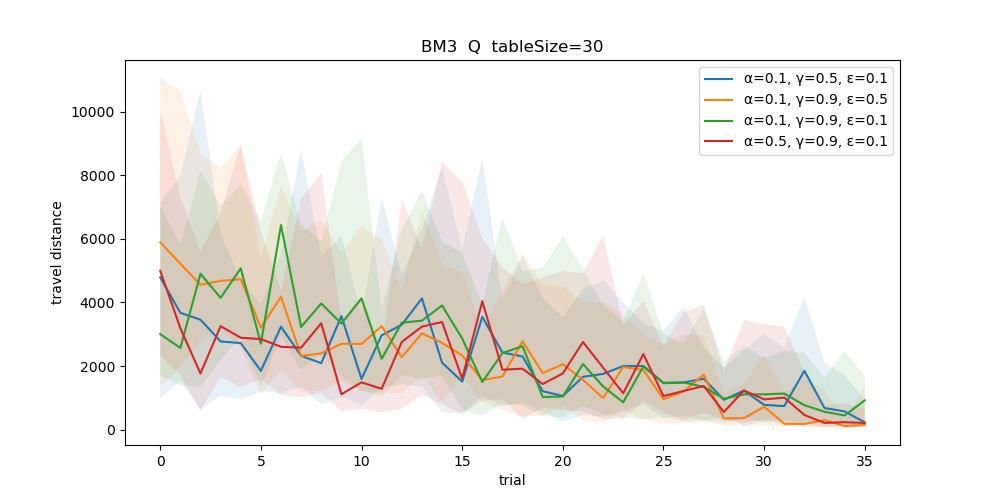 BM3  Q  tableSize=30
α=0.1, γ=0.5, ε=0.1
α=0.1, γ=0.9, ε=0.5
α=0.1, γ=0.9, ε=0.1
α=0.5, γ=0.9, ε=0.1
travel distance
10000
8000
6000
4000
2000
0
0 5 10 15 20 25 30 35
trial